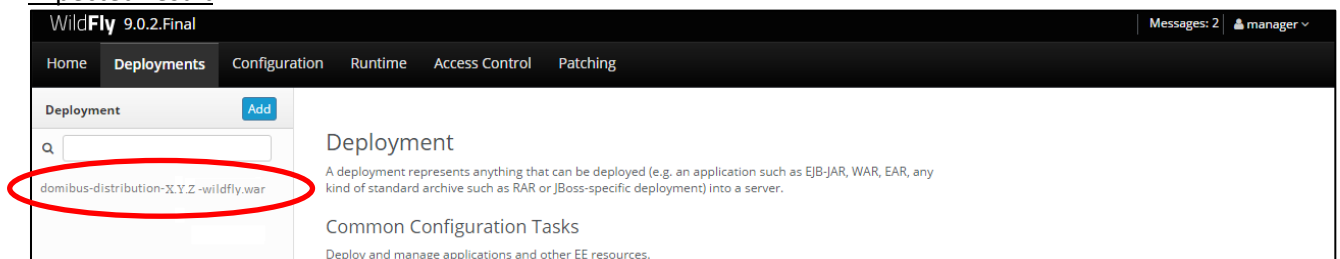 WildFly 9.0.2.Final
Messages: 2
manager
Home Deployments Configuration Runtime Access Control Patching
Deployment
Add
domibus-distribution-X.Y.Z -wildfly.war
Deployment
A deployment represents anything that can be deployed (e.g. an application such as EJB-JAR, WAR, EAR, any
kind of standard archive such as RAR or JBoss-specific deployment) into a server.
Common Configuration Tasks
Deploy and manage applications and other EE resources.